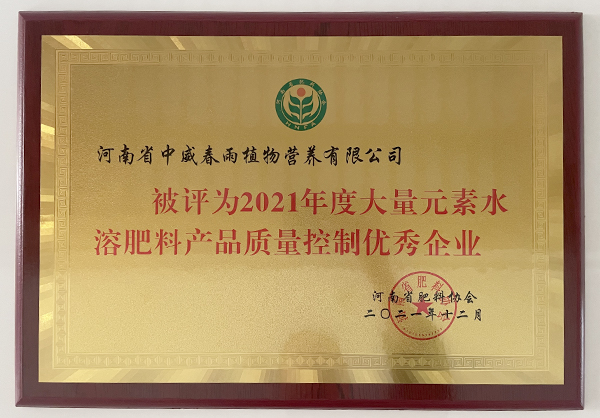 河南省中威春雨植物营养有限公司
被评为2021年度大量元素水
溶肥料产品质量控制优秀企业
河南省肥料协会
二〇二一年十二月